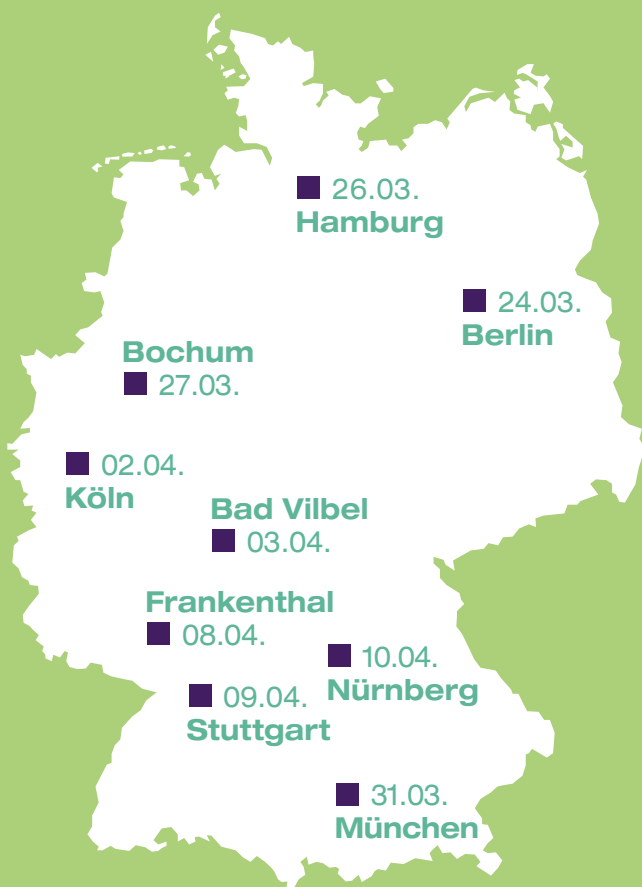 26.03.
Hamburg
24.03.
Berlin
Bochum
27.03.
02.04.
Köln
Bad Vilbel
03.04.
Frankenthal
08.04.
10.04.
Nürnberg
09.04.
Stuttgart
31.03.
München